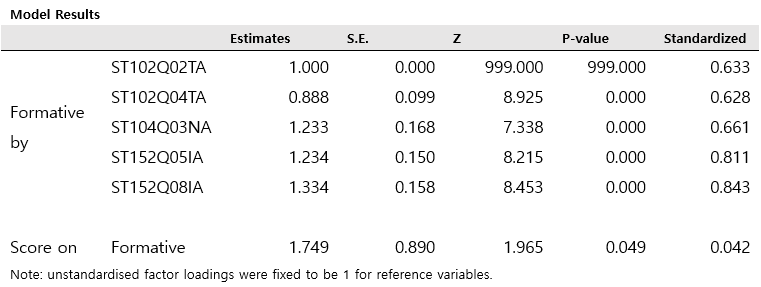 Model Results
Estimates S.E. Z P-value Standardized
ST102Q02TA 1.000 0.000 999.000 999.000 0.633
ST102Q04TA 0.888 0.099 8.925 0.000 0.628
Formative by
ST104Q03NA 1.233 0.168 7.338 0.000 0.661
ST152Q05IA 1.234 0.150 8.215 0.000 0.811
ST152Q08IA 1.334 0.158 8.453 0.000 0.843
Score on Formative 1.749 0.890 1.965 0.049 0.042
Note: unstandardised factor loadings were fixed to be 1 for reference variables.